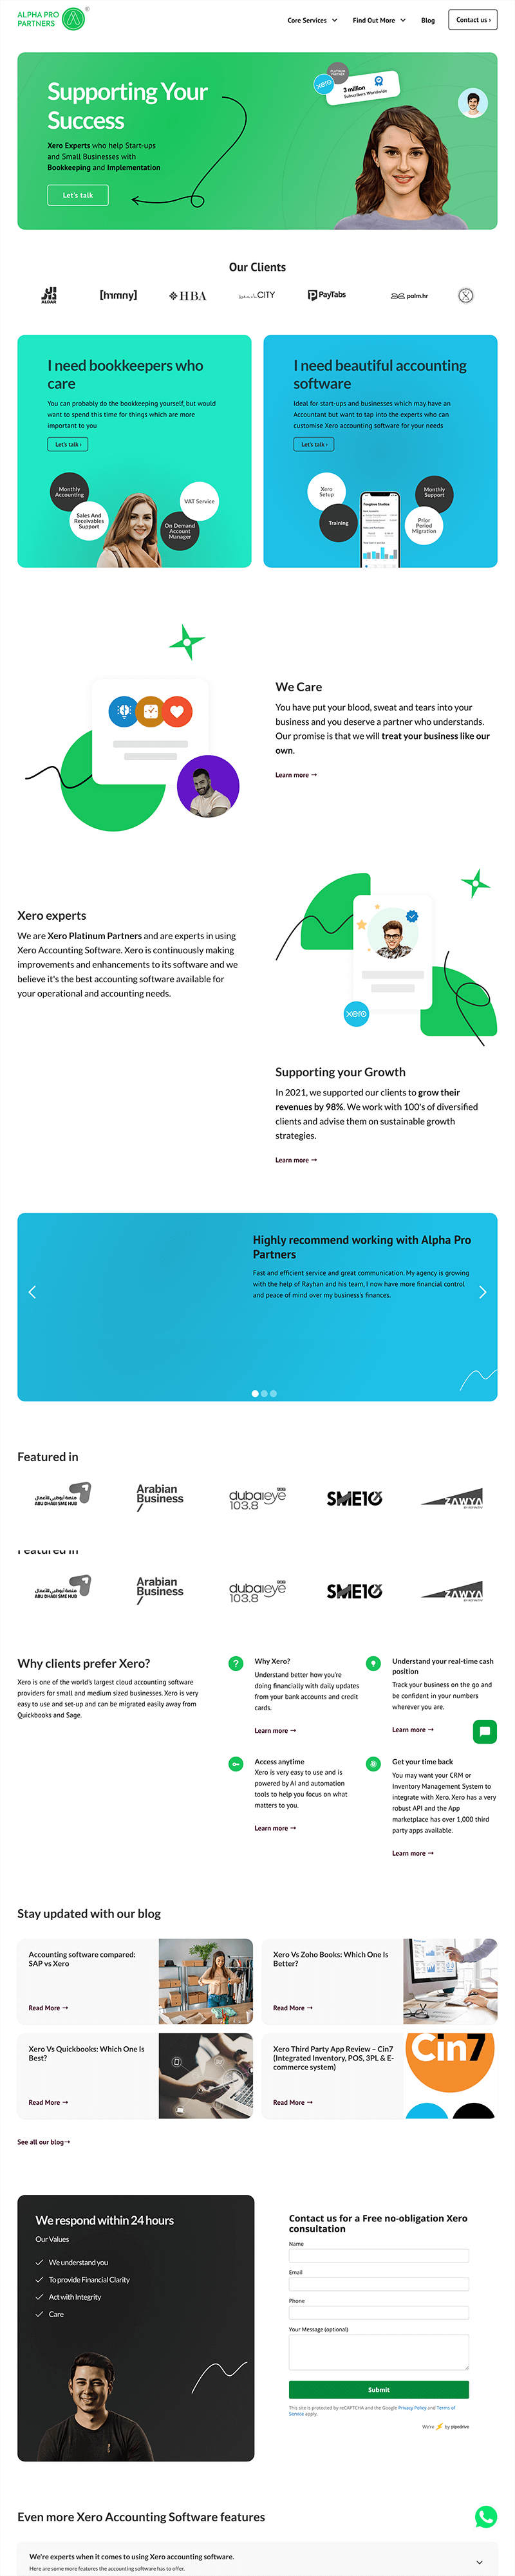 ALPHA PRO
PARTNERS
Core Services
Find Out More
Blog
Contact us ›
Supporting Your
Success
Xero Experts who help Start-ups
and Small Businesses with
Bookkeeping and Implementation
Let's talk
PLATINUM
PARTNER
xero
3 million
Subscribers Worldwide
Our Clients
ALDAR
[hmmny]
HBA
CITY
PayTabs
palm.hr
I need bookkeepers who
care
You can probably do the bookkeeping yourself, but would
want to spend this time for things which are more
important to you
Let's talk ›
Monthly
Accounting
Sales And
Receivables
Support
VAT Service
On Demand
Account
Manager
I need beautiful accounting
software
Ideal for start-ups and businesses which may have an
Accountant but want to tap into the experts who can
customise Xero accounting software for your needs
Let's talk ›
Xero
Setup
Training
Monthly
Support
Prior
Period
Migration
We Care
You have put your blood, sweat and tears into your
business and you deserve a partner who understands.
Our promise is that we will treat your business like our
own.
Learn more →
Xero experts
We are Xero Platinum Partners and are experts in using
Xero Accounting Software. Xero is continuously making
improvements and enhancements to its software and we
believe it's the best accounting software available for
your operational and accounting needs.
xero
Supporting your Growth
In 2021, we supported our clients to grow their
revenues by 98%. We work with 100's of diversified
clients and advise them on sustainable growth
strategies.
Learn more →
Highly recommend working with Alpha Pro
Partners
Fast and efficient service and great communication. My agency is growing
with the help of Rayhan and his team, I now have more financial control
and peace of mind over my business's finances.
Featured in
منصة أبوظبي للأعمال
ABU DHABI SME HUB
Arabian
Business
dubaieye
103.8
SME10X
ZAWYA
Featured in
منصة أبوظبي للأعمال
ABU DHABI SME HUB
Arabian
Business
dubaieye
103.8
SME10X
ZAWYA
Why clients prefer Xero?
Xero is one of the world's largest cloud accounting software
providers for small and medium sized businesses. Xero is very
easy to use and set-up and can be migrated easily away from
Quickbooks and Sage.
Why Xero?
Understand better how you're
doing financially with daily updates
from your bank accounts and credit
cards.
Learn more →
Understand your real-time cash
position
Track your business on the go and
be confident in your numbers
wherever you are.
Learn more →
Access anytime
Xero is very easy to use and is
powered by AI and automation
tools to help you focus on what
matters to you.
Learn more →
Get your time back
You may want your CRM or
Inventory Management System to
integrate with Xero. Xero has a very
robust API and the App
marketplace has over 1,000 third
party apps available.
Learn more →
Stay updated with our blog
Accounting software compared:
SAP vs Xero
Read More →
Xero Vs Zoho Books: Which One Is
Better?
Read More →
Xero Vs Quickbooks: Which One Is
Best?
Read More →
Xero Third Party App Review – Cin7
(Integrated Inventory, POS, 3PL & E-
commerce system)
Read More →
Cin7
See all our blog→
We respond within 24 hours
Our Values
We understand you
To provide Financial Clarity
Act with Integrity
Care
Contact us for a Free no-obligation Xero
consultation
Name
Email
Phone
Your Message (optional)
Submit
This site is protected by reCAPTCHA and the Google Privacy Policy and Terms of
Service apply.
We're ⚡ by pipedrive
Even more Xero Accounting Software features
We're experts when it comes to using Xero accounting software.
Here are some more features the accounting software has to offer.